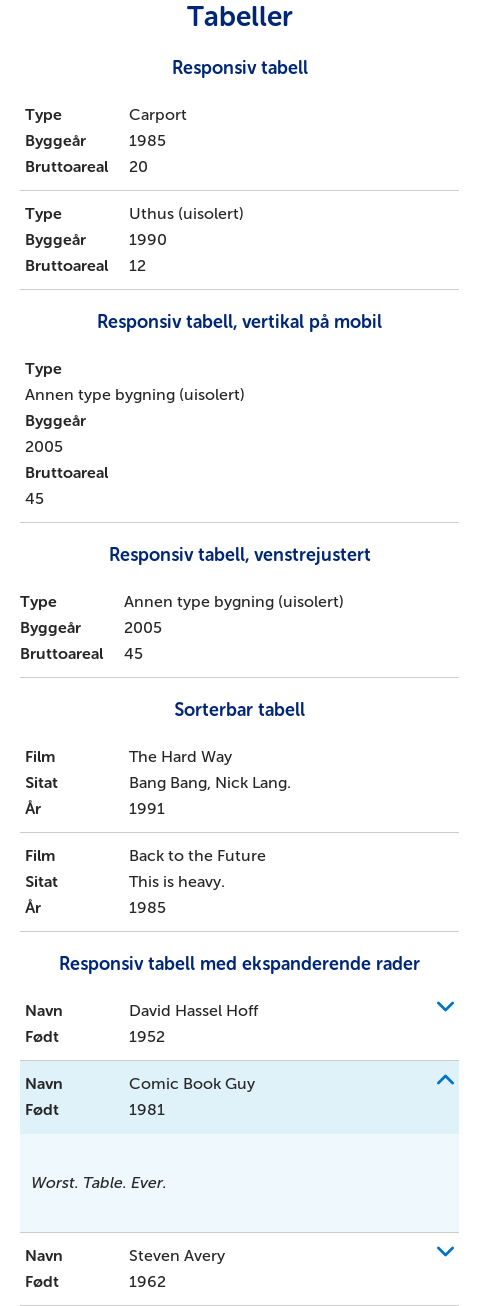 Tabeller
Responsiv tabell
Type Carport
Byggeår 1985
Bruttoareal 20
Type Uthus (uisolert)
Byggeår 1990
Bruttoareal 12
Responsiv tabell, vertikal på mobil
Type
Annen type bygning (uisolert)
Byggeår
2005
Bruttoareal
45
Responsiv tabell, venstrejustert
Type Annen type bygning (uisolert)
Byggeår 2005
Bruttoareal 45
Sorterbar tabell
Film The Hard Way
Sitat Bang Bang, Nick Lang.
År 1991
Film Back to the Future
Sitat This is heavy.
År 1985
Responsiv tabell med ekspanderende rader
Navn David Hassel Hoff
Født 1952
Navn Comic Book Guy
Født 1981
Worst. Table. Ever.
Navn Steven Avery
Født 1962